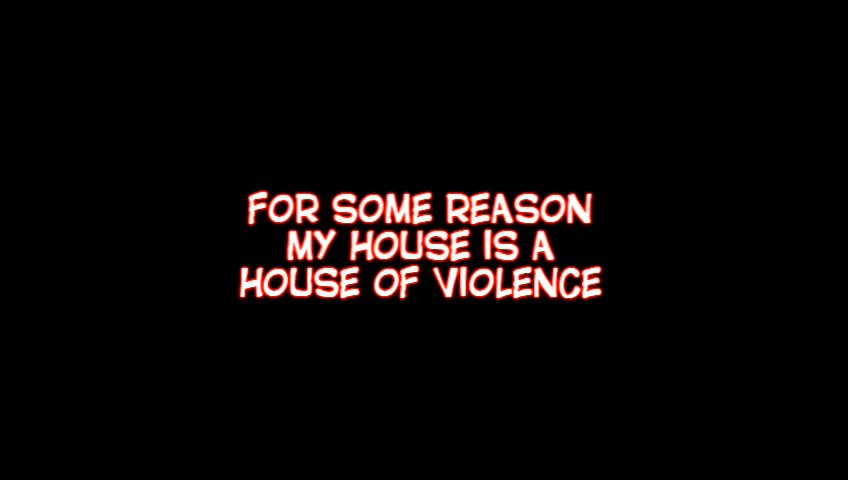 FOR SOME REASON
MY HOUSE IS A
HOUSE OF VIOLENCE